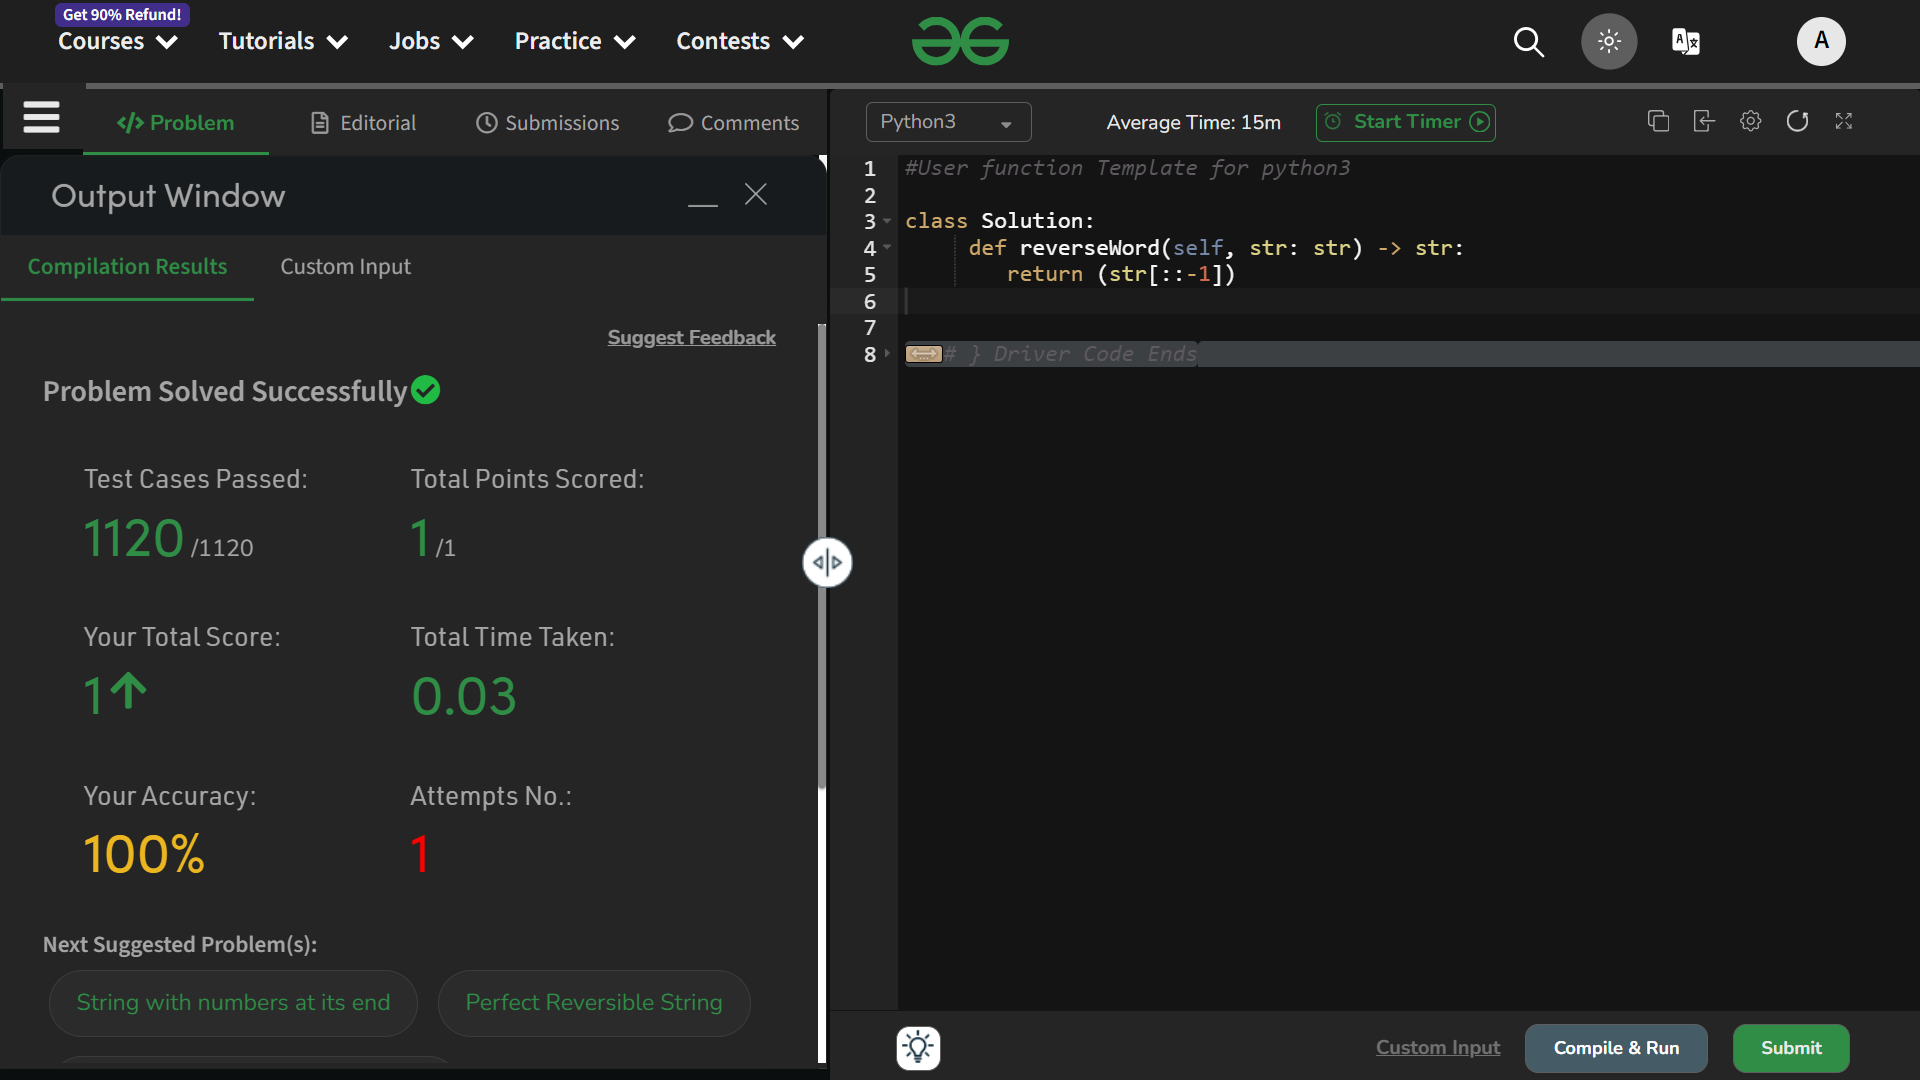 Get 90% Refund!
Courses Tutorials Jobs Practice Contests
A
Problem Editorial Submissions Comments
Python3 Average Time: 15m Start Timer
Output Window
Compilation Results Custom Input
Suggest Feedback
Problem Solved Successfully
Test Cases Passed: Total Points Scored:
1120 /1120 1 /1
Your Total Score: Total Time Taken:
1 0.03
Your Accuracy: Attempts No.:
100% 1
Next Suggested Problem(s):
String with numbers at its end Perfect Reversible String
1 #User function Template for python3
2
3 class Solution:
4 def reverseWord(self, str: str) -> str:
5 return (str[::-1])
6
7
8 # } Driver Code Ends
Custom Input Compile & Run Submit